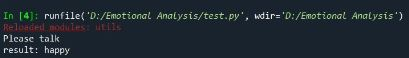 In [4]: runfile('D:/Emotional Analysis/test.py', wdir='D:/Emotional Analysis')
Reloaded modules: utils
Please talk
result: happy